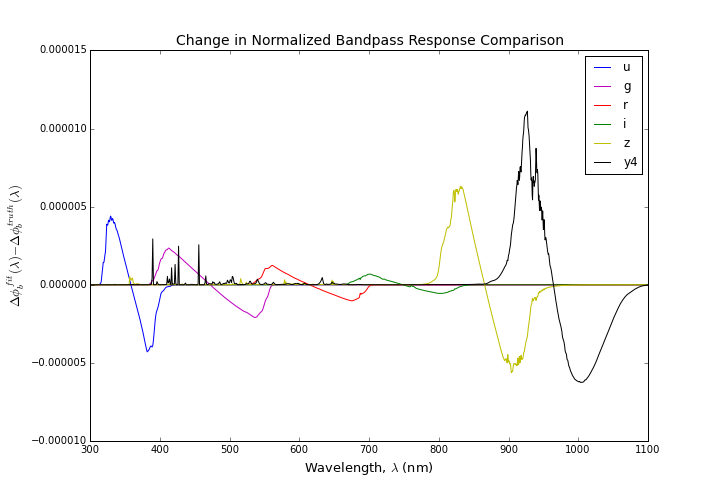 Change in Normalized Bandpass Response Comparison
0.000015
0.000010
0.000005
0.000000
−0.000005
−0.000010
Δϕ_b^fit(λ)−Δϕ_b^truth(λ)
300 400 500 600 700 800 900 1000 1100
Wavelength, λ (nm)
u
g
r
i
z
y4